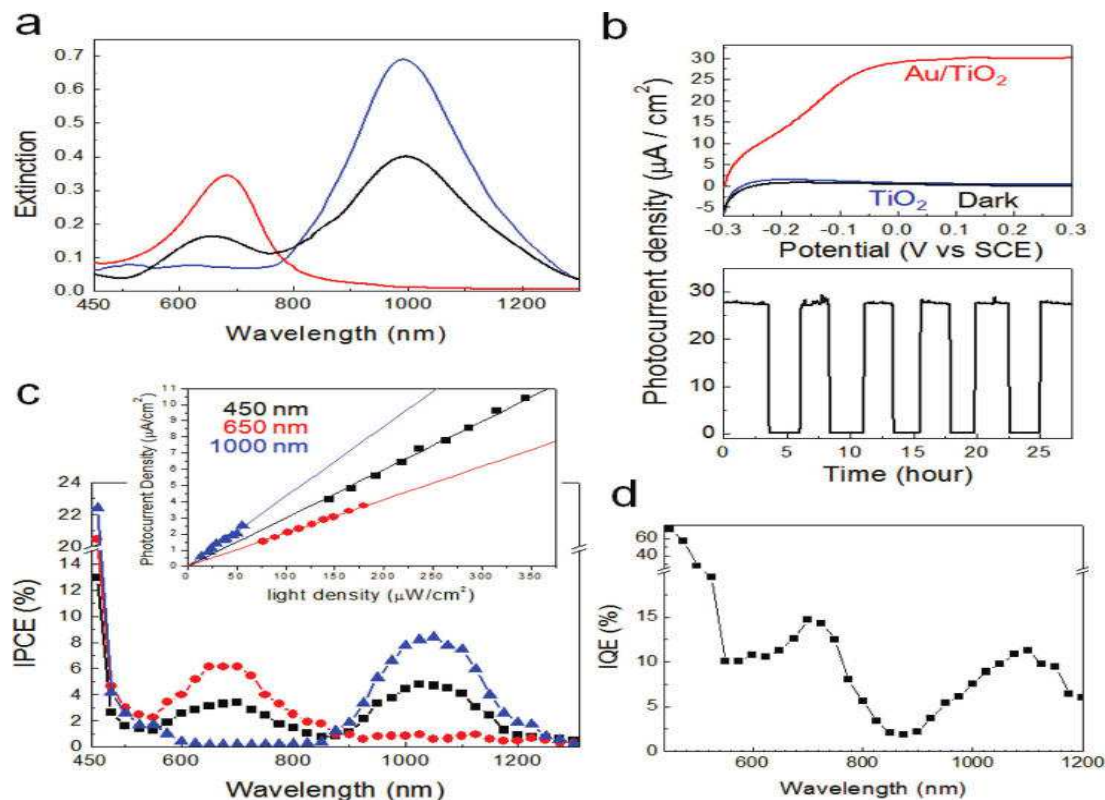 a
0.7
0.6
0.5
0.4
0.3
0.2
0.1
0.0
Extinction
450 600 800 1000 1200
Wavelength (nm)
b
30
25
20
15
10
5
0
-5
Au/TiO₂
TiO₂ Dark
-0.3 -0.2 -0.1 0.0 0.1 0.2 0.3
Potential (V vs SCE)
Photocurrent density (μA / cm²)
30
20
10
0
0 5 10 15 20 25
Time (hour)
c
24
22
20
14
12
10
8
6
4
2
0
IPCE (%)
450 600 800 1000 1200
Wavelength (nm)
11
10
9
8
7
6
5
4
3
2
1
0
Photocurrent Density (μA/cm²)
450 nm
650 nm
1000 nm
0 50 100 150 200 250 300 350
light density (μW/cm²)
d
60
40
15
10
5
0
IQE (%)
600 800 1000 1200
Wavelength (nm)